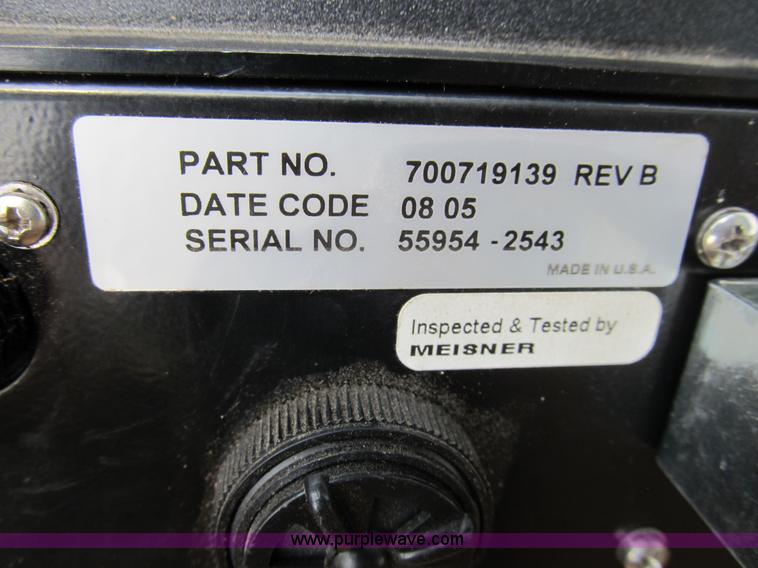 PART NO. 700719139 REV B
DATE CODE 08 05
SERIAL NO. 55954 -2543
MADE IN U.S.A.
Inspected & Tested by
MEISNER
www.purplewave.com